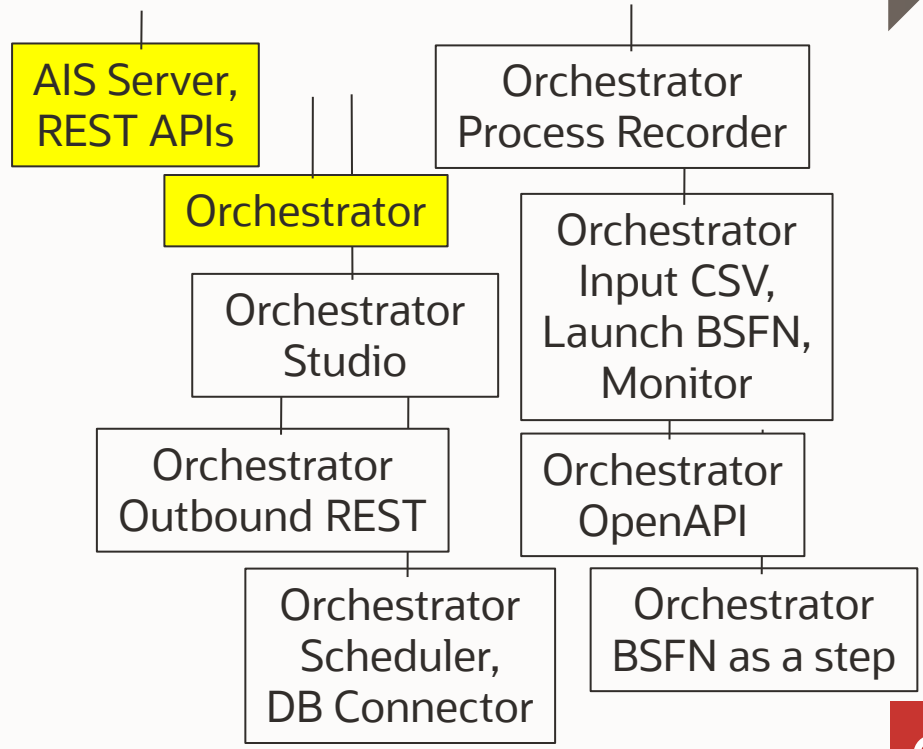 AIS Server,
REST APIs
Orchestrator
Process Recorder
Orchestrator
Orchestrator
Input CSV,
Launch BSFN,
Monitor
Orchestrator
Studio
Orchestrator
Outbound REST
Orchestrator
OpenAPI
Orchestrator
Scheduler,
DB Connector
Orchestrator
BSFN as a step